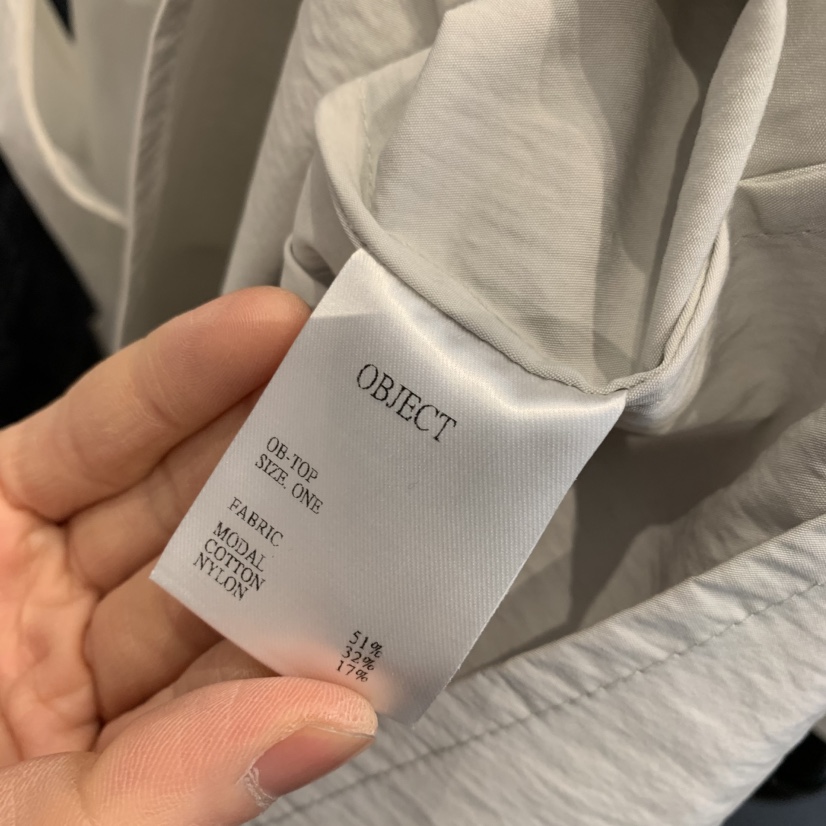 OBJECT
OB-TOP
SIZE. ONE
FABRIC
MODAL 51%
COTTON 32%
NYLON 17%